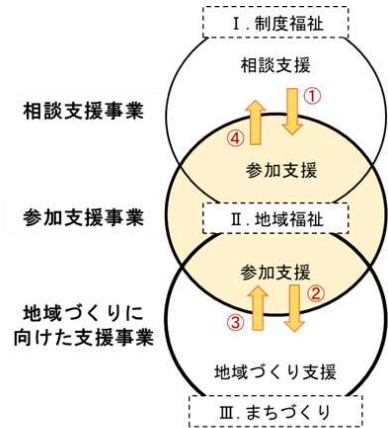 Ⅰ.制度福祉
相談支援
①
相談支援事業
④
参加支援
参加支援事業
Ⅱ.地域福祉
参加支援
②
③
地域づくりに
向けた支援事業
地域づくり支援
Ⅲ.まちづくり